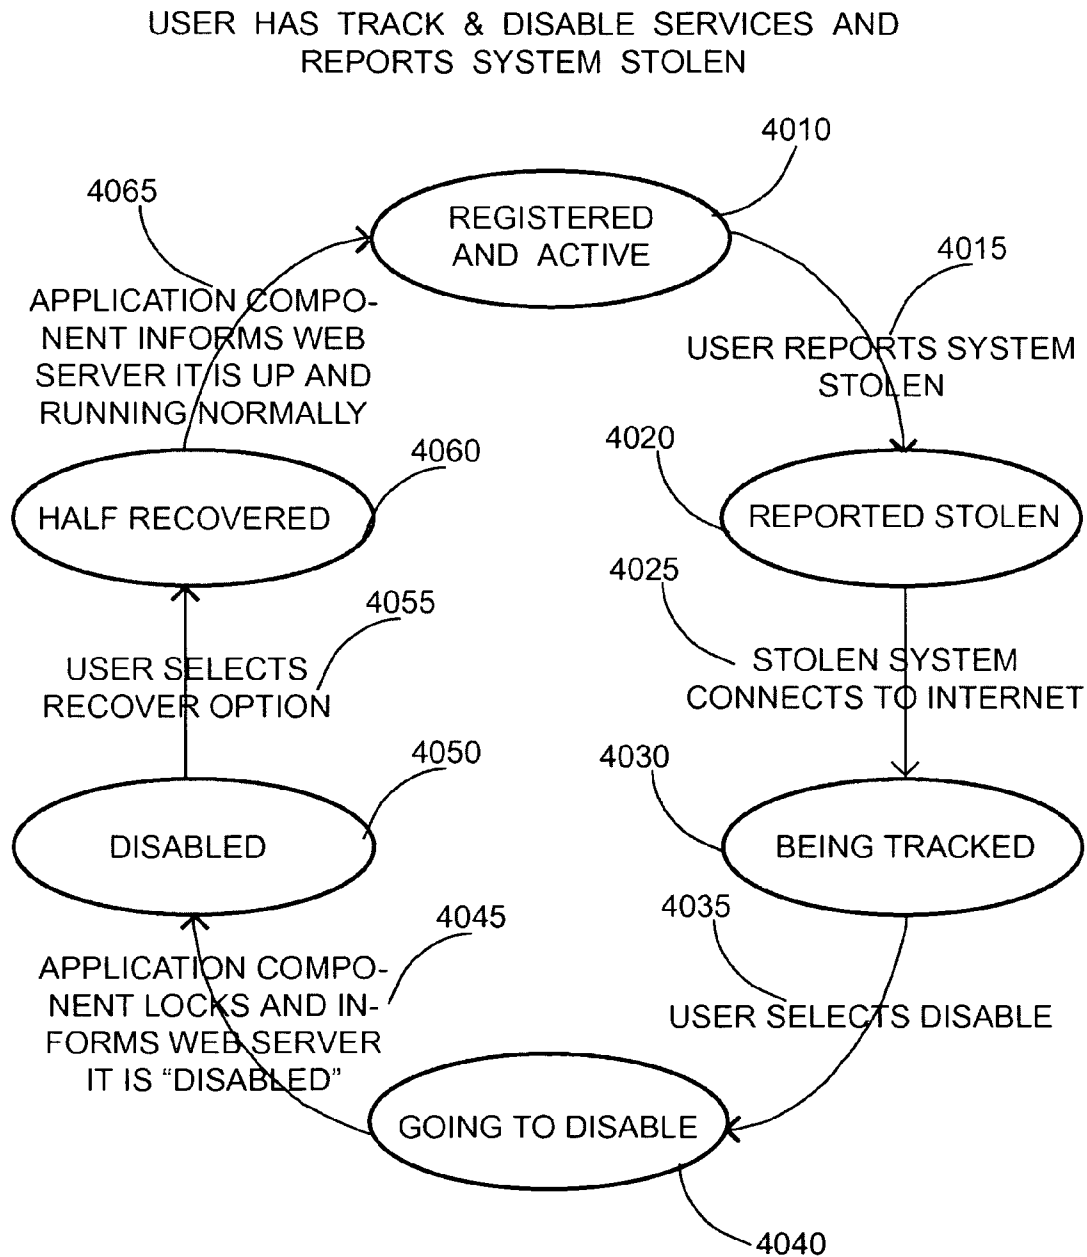 USER HAS TRACK & DISABLE SERVICES AND
REPORTS SYSTEM STOLEN
4010
4065
REGISTERED
AND ACTIVE
4015
APPLICATION COMPO-
NENT INFORMS WEB
SERVER IT IS UP AND
RUNNING NORMALLY
USER REPORTS SYSTEM
STOLEN
4020
4060
HALF RECOVERED
REPORTED STOLEN
4025
4055
STOLEN SYSTEM
CONNECTS TO INTERNET
USER SELECTS
RECOVER OPTION
4050
4030
DISABLED
BEING TRACKED
4035
4045
APPLICATION COMPO-
NENT LOCKS AND IN-
FORMS WEB SERVER
IT IS “DISABLED”
USER SELECTS DISABLE
GOING TO DISABLE
4040